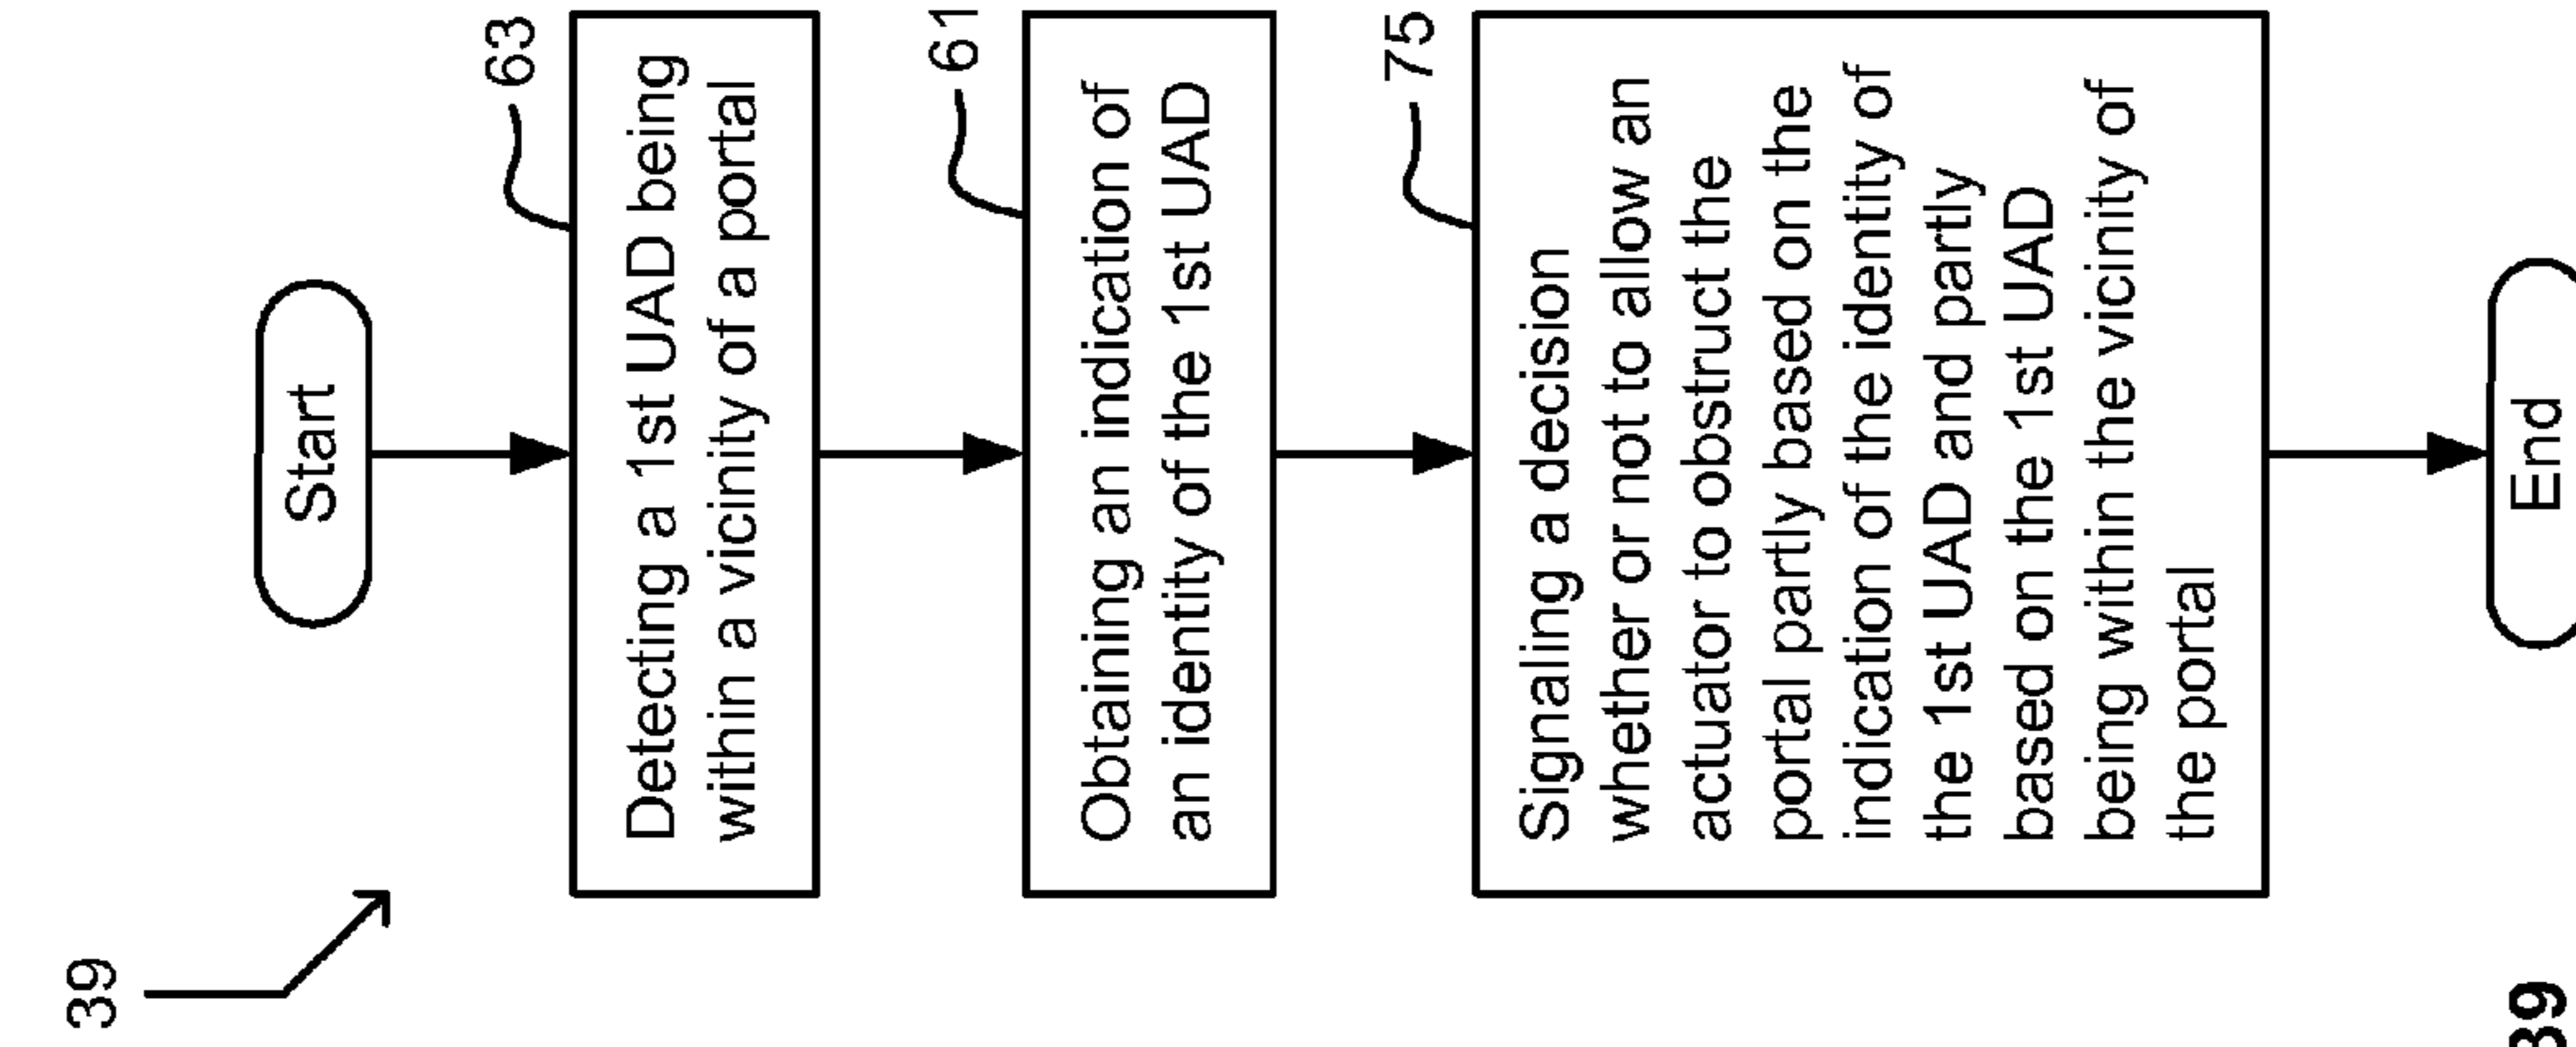 39
Start
63
Detecting a 1st UAD being
within a vicinity of a portal
61
Obtaining an indication of
an identity of the 1st UAD
75
Signaling a decision
whether or not to allow an
actuator to obstruct the
portal partly based on the
indication of the identity of
the 1st UAD and partly
based on the 1st UAD
being within the vicinity of
the portal
End
39